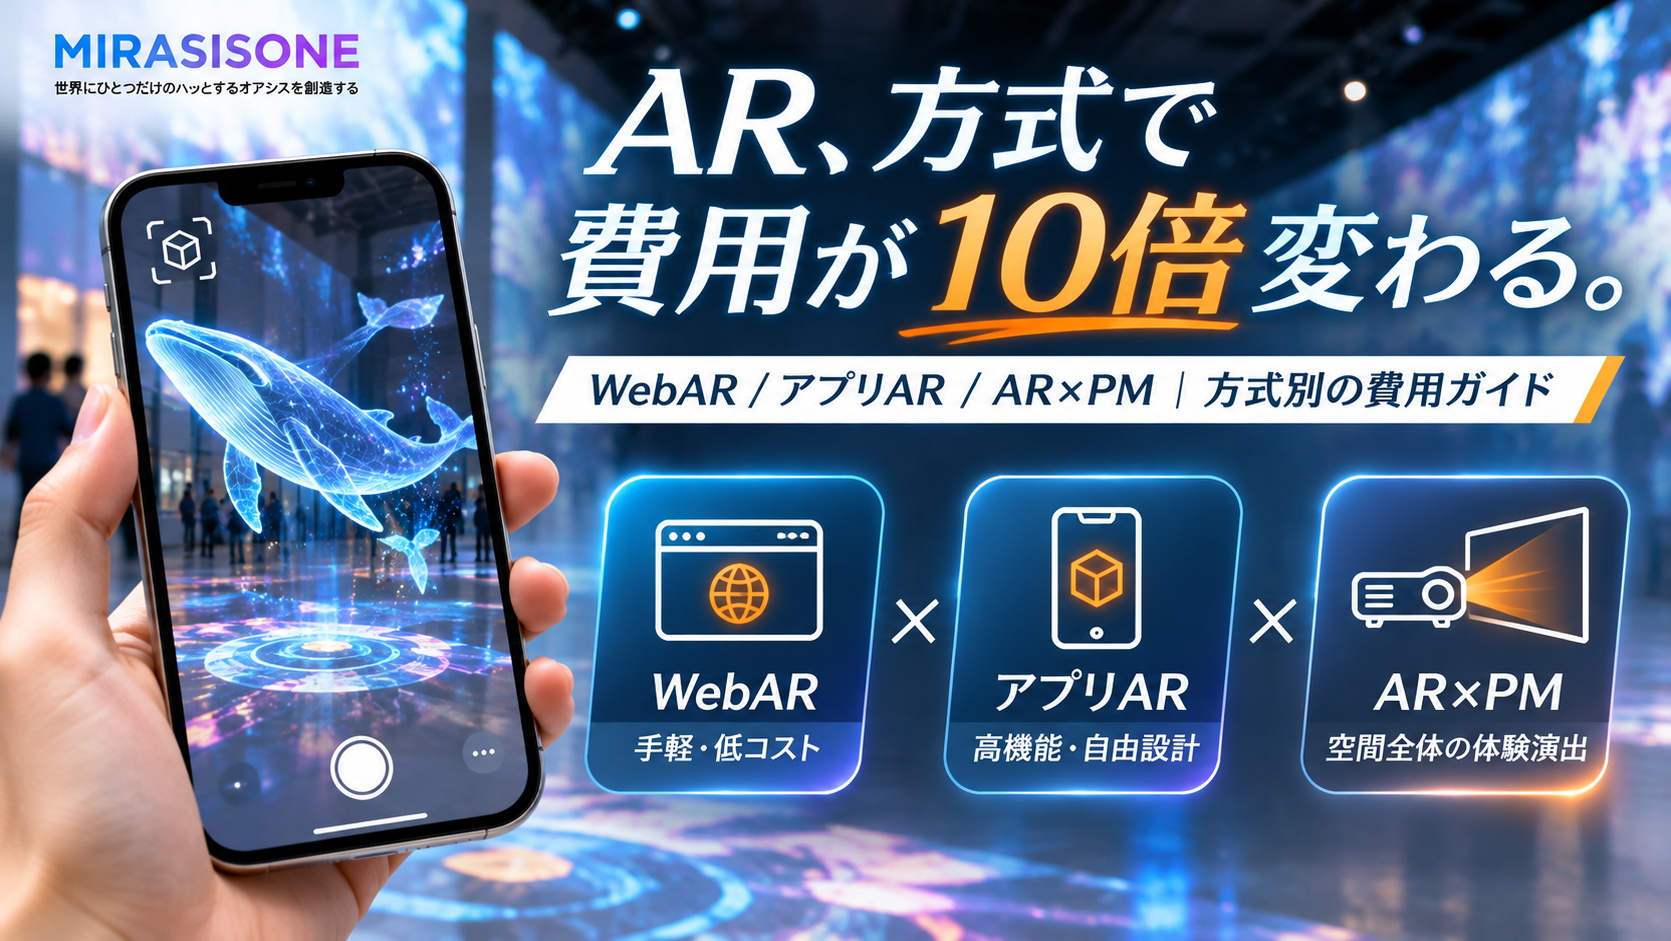 MIRASISONE
世界にひとつだけのハッとするオアシスを創造する
AR、方式で
費用が10倍変わる。
WebAR / アプリAR / AR×PM | 方式別の費用ガイド
WebAR × アプリAR × AR×PM
手軽・低コスト 高機能・自由設計 空間全体の体験演出